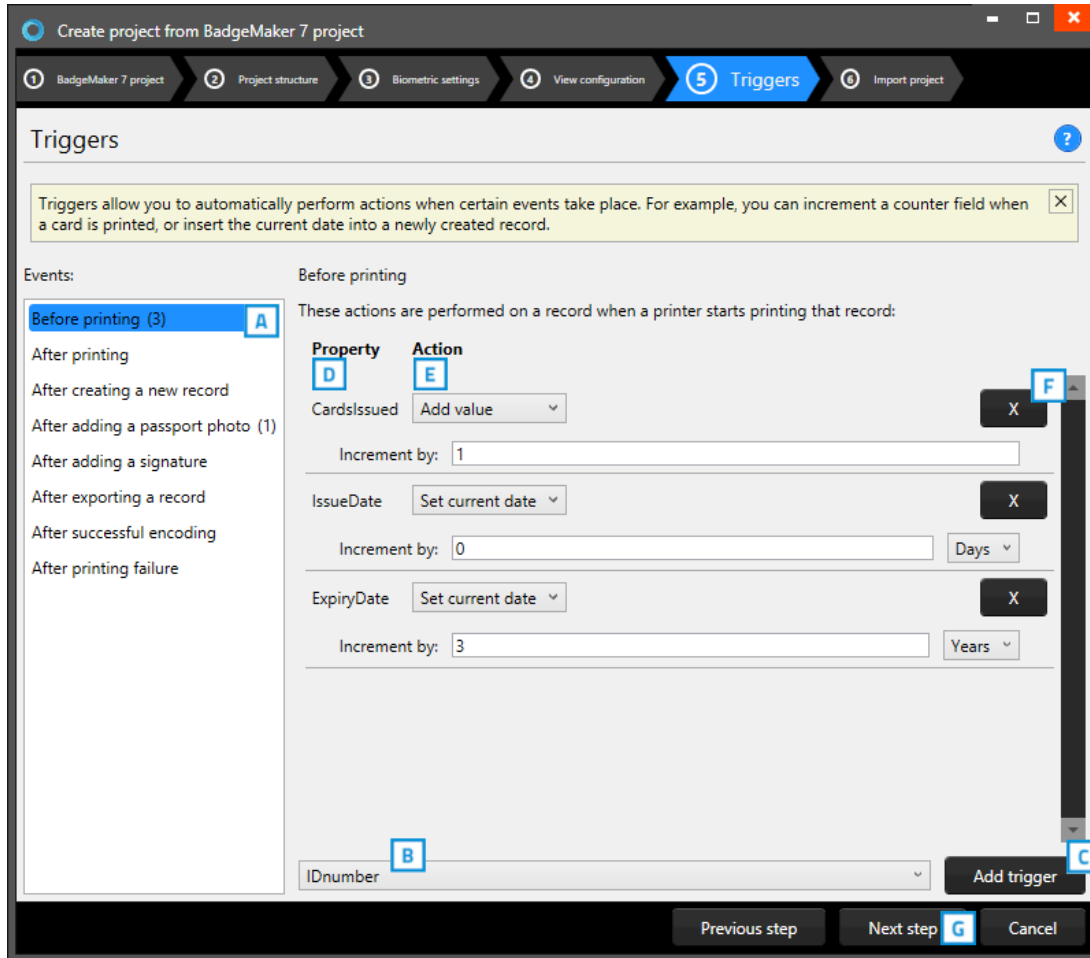 Create project from BadgeMaker 7 project
1 BadgeMaker 7 project 2 Project structure 3 Biometric settings 4 View configuration 5 Triggers 6 Import project
Triggers
?
Triggers allow you to automatically perform actions when certain events take place. For example, you can increment a counter field when
a card is printed, or insert the current date into a newly created record.
Events:
Before printing (3) A
After printing
After creating a new record
After adding a passport photo (1)
After adding a signature
After exporting a record
After successful encoding
After printing failure
Before printing
These actions are performed on a record when a printer starts printing that record:
Property Action
D E F
CardsIssued Add value X
Increment by: 1
IssueDate Set current date X
Increment by: 0 Days
ExpiryDate Set current date X
Increment by: 3 Years
B C
IDnumber Add trigger
Previous step Next step G Cancel